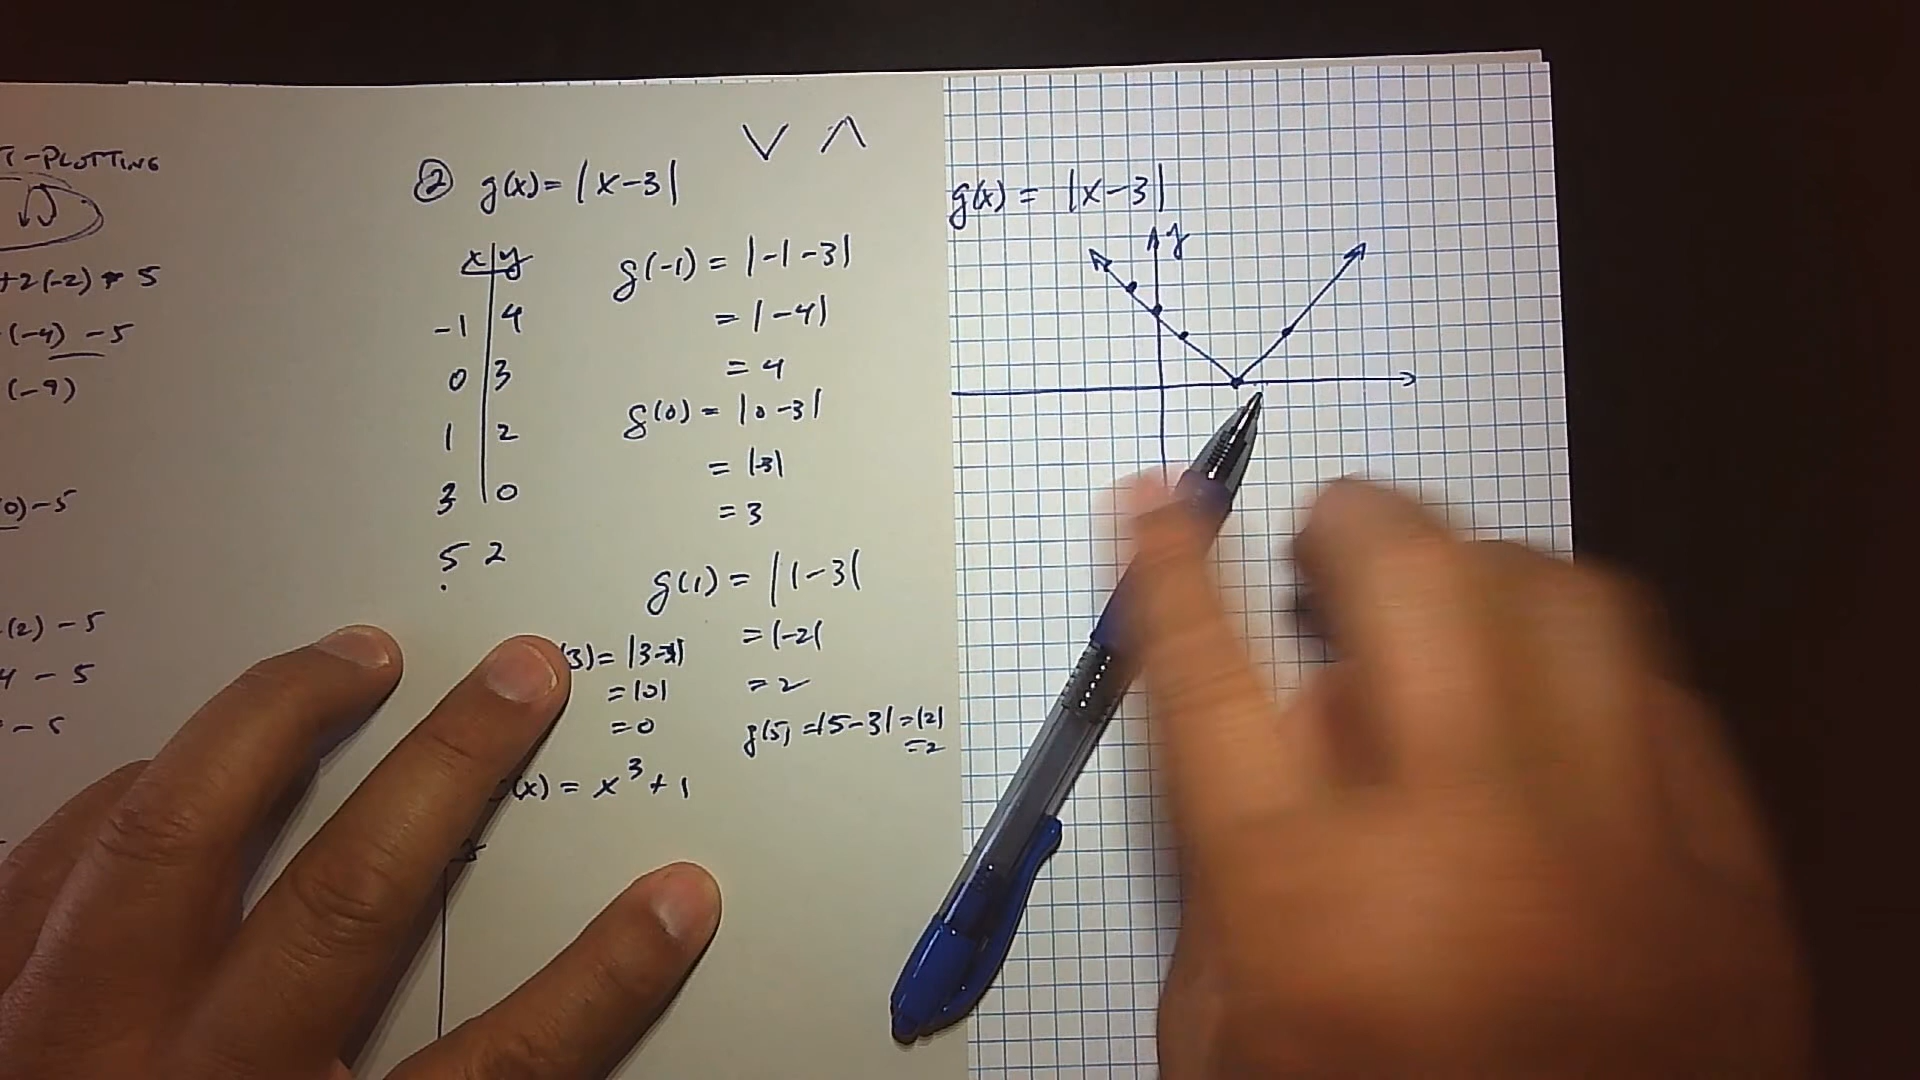 -PLOTTING
+2(-2) - 5
(-4) - 5
(-9)
0)-5
(2) - 5
4 - 5
- 5
② g(x) = |x-3|
x y
-1 4
0 3
1 2
3 0
5 2
g(-1) = |-1-3|
= |-4|
= 4
g(0) = |0-3|
= |-3|
= 3
g(1) = |1-3|
= |-2|
= 2
(3) = |3-3|
= |0|
= 0
g(5) = |5-3| = |2|
= 2
(x) = x³ + 1
g(x) = |x-3|
y